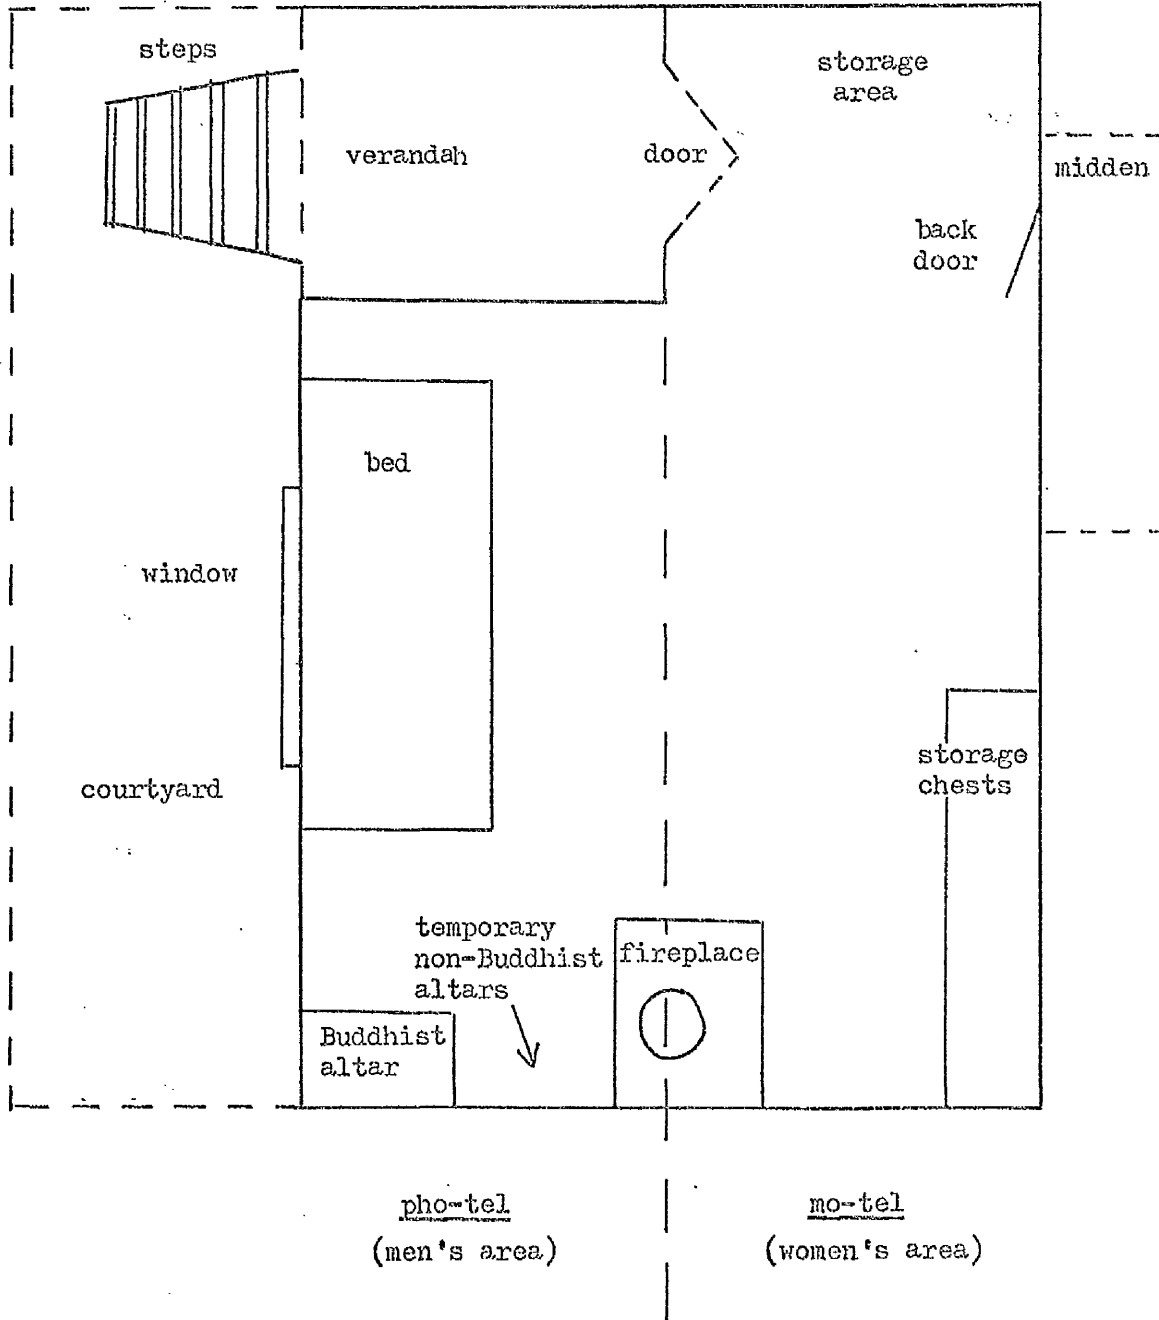 steps
storage
area
verandah
door
midden
back
door
bed
window
storage
chests
courtyard
temporary
non-Buddhist
altars
fireplace
Buddhist
altar
pho-tel
(men's area)
mo-tel
(women's area)